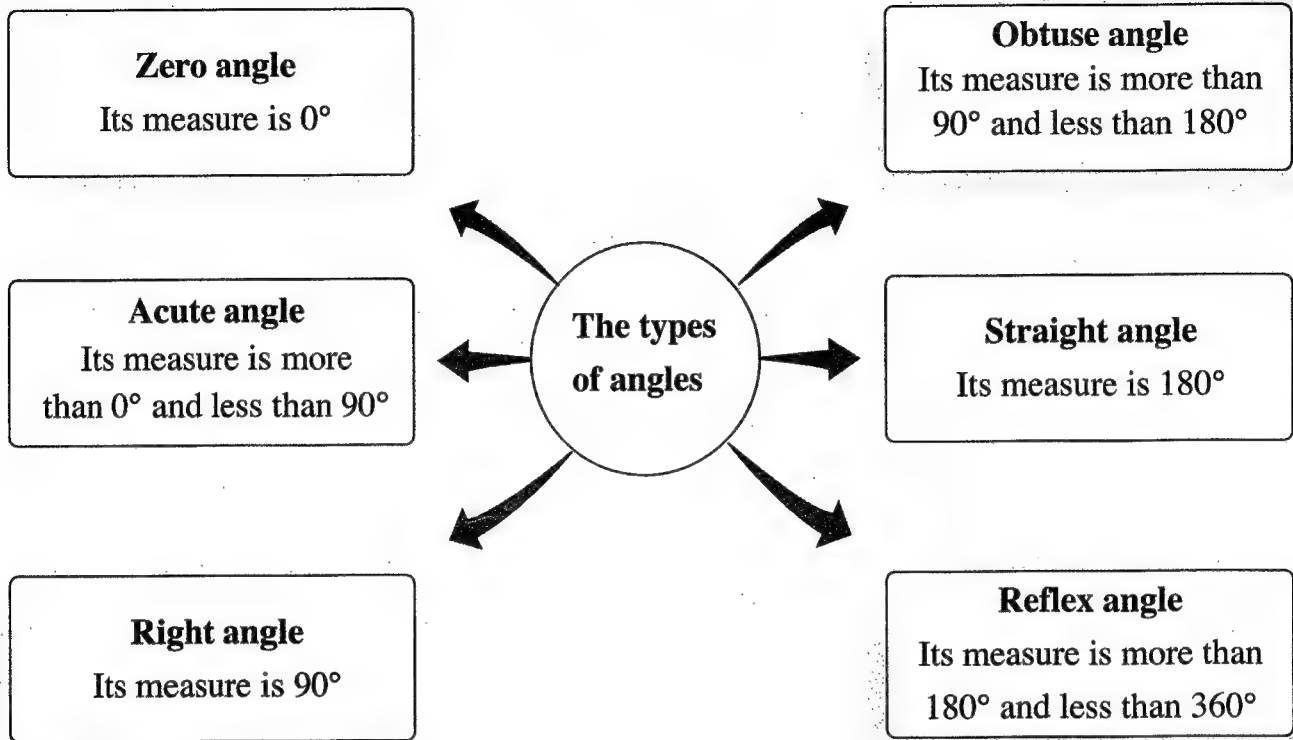 Zero angle
Its measure is 0°
Obtuse angle
Its measure is more than
90° and less than 180°
Acute angle
Its measure is more
than 0° and less than 90°
The types
of angles
Straight angle
Its measure is 180°
Right angle
Its measure is 90°
Reflex angle
Its measure is more than
180° and less than 360°